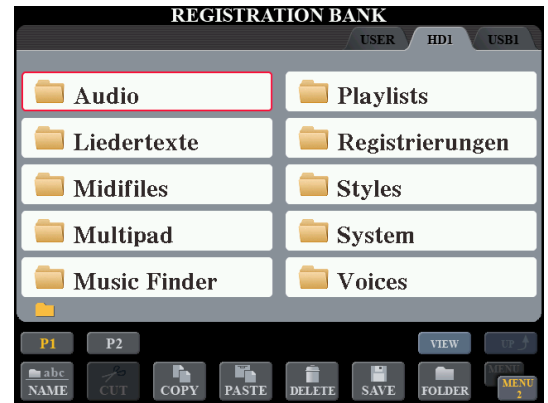 REGISTRATION BANK
USER HD1 USB1
Audio Playlists
Liedertexte Registrierungen
Midifiles Styles
Multipad System
Music Finder Voices
P1 P2 VIEW UP
abc MENU
NAME CUT COPY PASTE DELETE SAVE FOLDER MENU
2